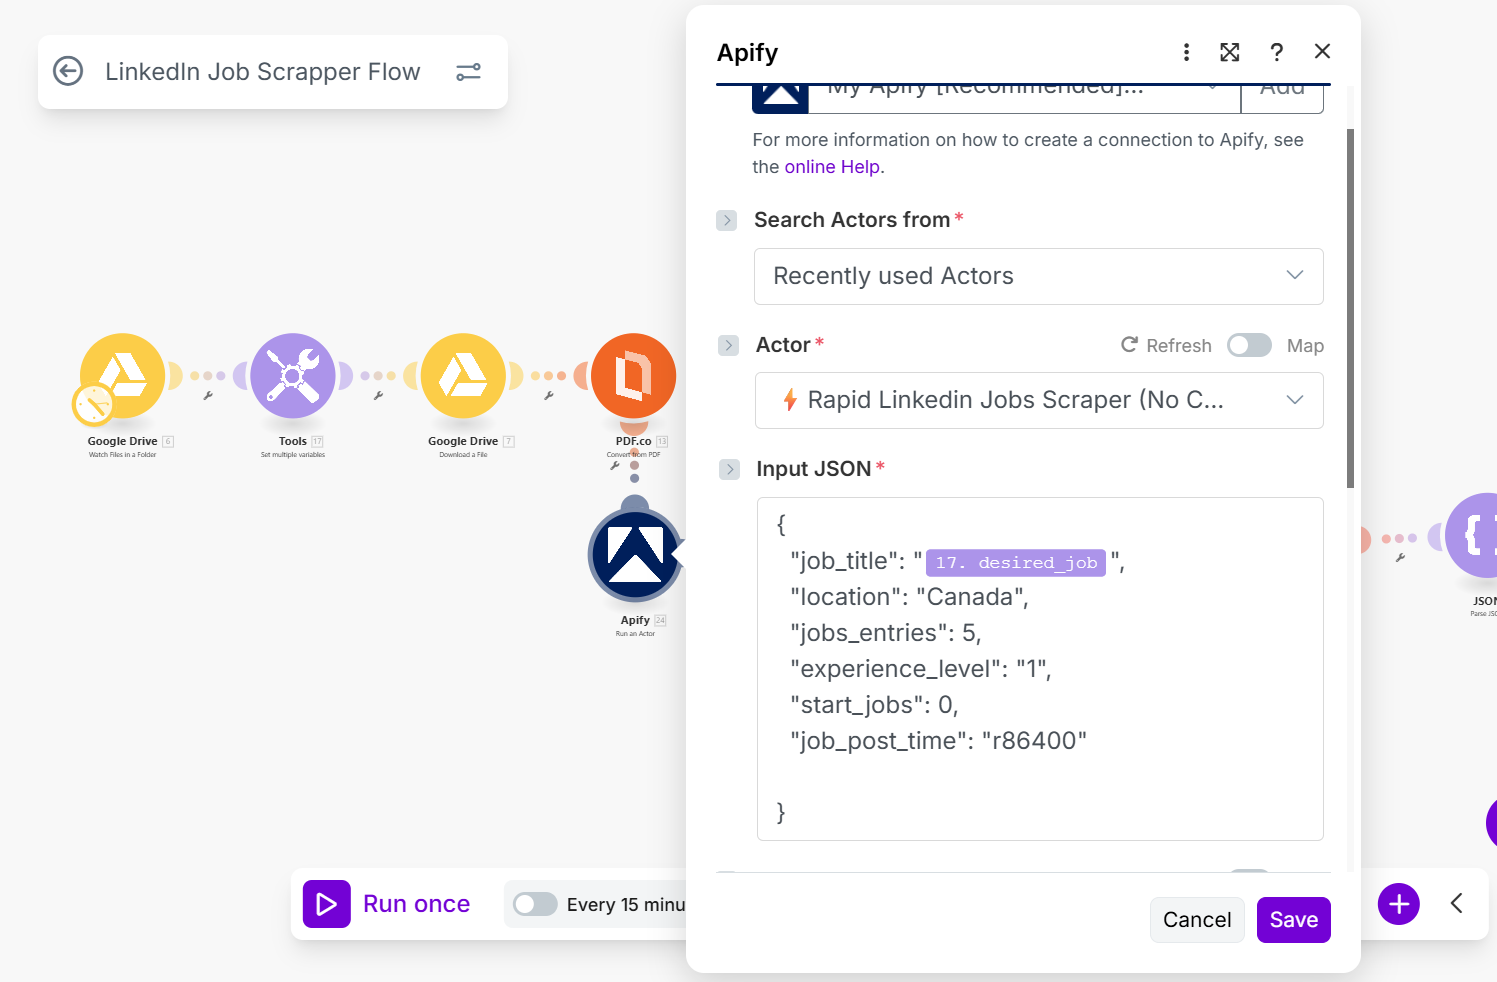 LinkedIn Job Scrapper Flow
Apify
My Apify [Recommended]...
Add
For more information on how to create a connection to Apify, see
the online Help.
Search Actors from *
Recently used Actors
Actor *
Refresh
Map
Rapid Linkedin Jobs Scraper (No C...
Input JSON *
{
"job_title": "17. desired_job",
"location": "Canada",
"jobs_entries": 5,
"experience_level": "1",
"start_jobs": 0,
"job_post_time": "r86400"
}
Cancel
Save
Google Drive 6
Watch Files in a Folder
Tools 17
Set multiple variables
Google Drive 7
Download a File
PDF.co 13
Convert from PDF
Apify 24
Run an Actor
JSON
Parse JSO
Run once
Every 15 minu